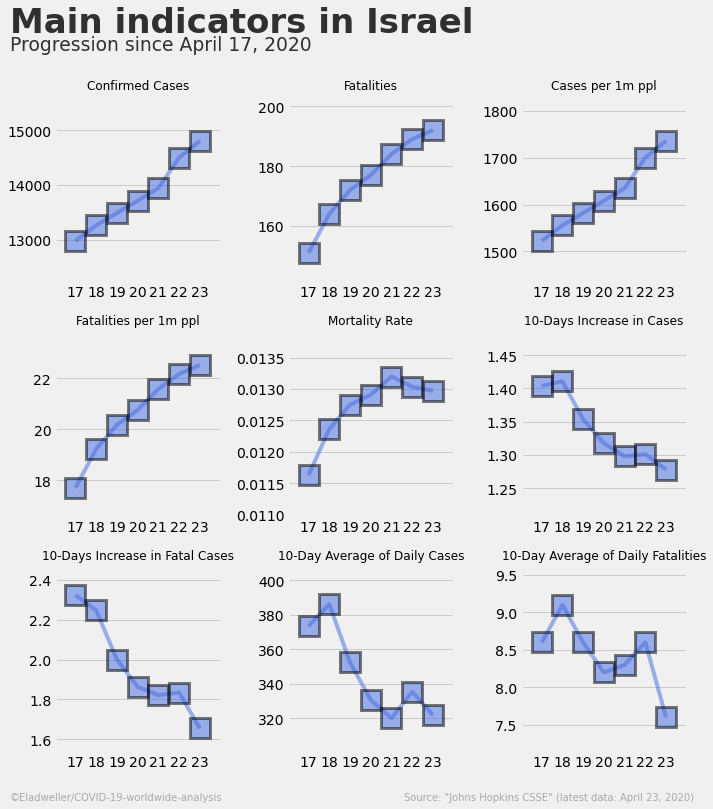 Main indicators in Israel
Progression since April 17, 2020
Confirmed Cases
15000
14000
13000
17 18 19 20 21 22 23
Fatalities
200
180
160
17 18 19 20 21 22 23
Cases per 1m ppl
1800
1700
1600
1500
17 18 19 20 21 22 23
Fatalities per 1m ppl
22
20
18
17 18 19 20 21 22 23
Mortality Rate
0.0135
0.0130
0.0125
0.0120
0.0115
0.0110
17 18 19 20 21 22 23
10-Days Increase in Cases
1.45
1.40
1.35
1.30
1.25
17 18 19 20 21 22 23
10-Days Increase in Fatal Cases
2.4
2.2
2.0
1.8
1.6
17 18 19 20 21 22 23
10-Day Average of Daily Cases
400
380
360
340
320
17 18 19 20 21 22 23
10-Day Average of Daily Fatalities
9.5
9.0
8.5
8.0
7.5
17 18 19 20 21 22 23
©Eladweller/COVID-19-worldwide-analysis
Source: "Johns Hopkins CSSE" (latest data: April 23, 2020)